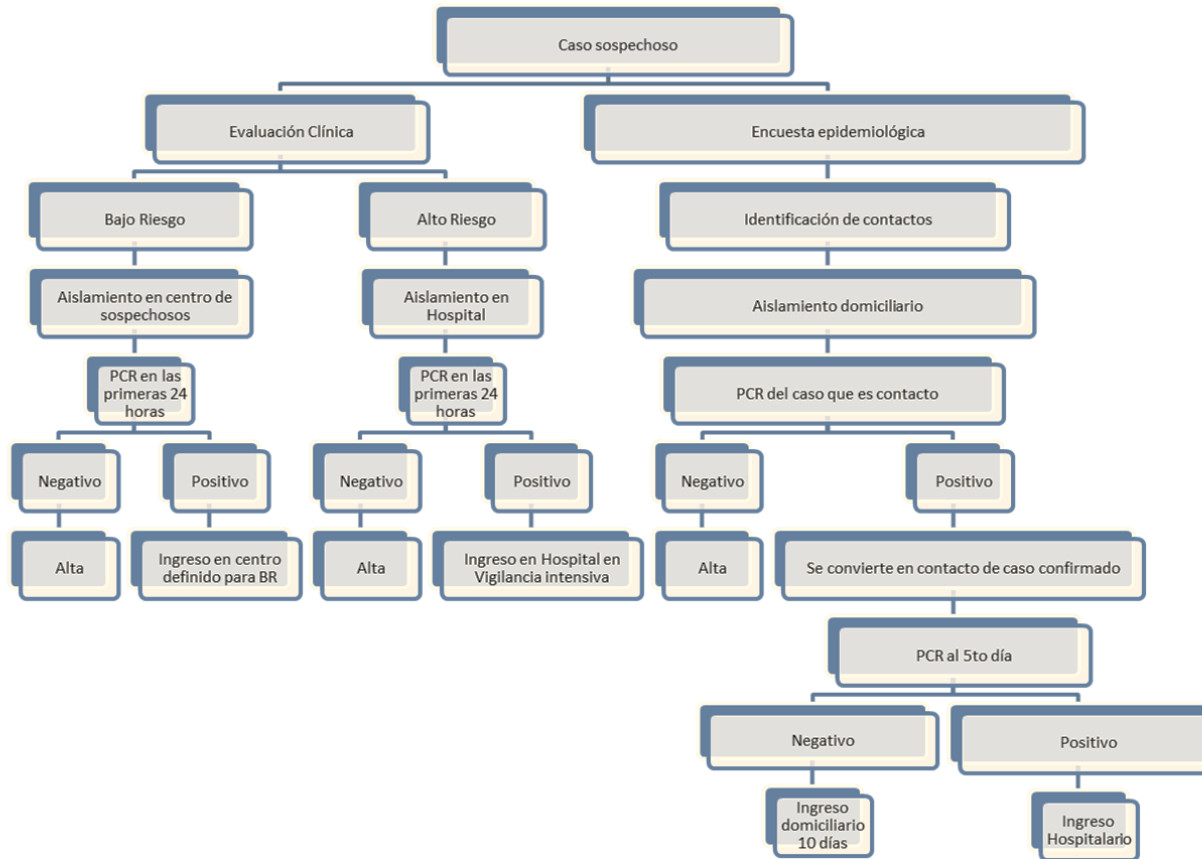 Caso sospechoso
Evaluación Clínica
Encuesta epidemiológica
Bajo Riesgo
Alto Riesgo
Identificación de contactos
Aislamiento en centro de
sospechosos
Aislamiento en
Hospital
Aislamiento domiciliario
PCR en las
primeras 24
horas
PCR en las
primeras 24
horas
PCR del caso que es contacto
Negativo
Positivo
Negativo
Positivo
Negativo
Positivo
Alta
Ingreso en centro
definido para BR
Alta
Ingreso en Hospital en
Vigilancia intensiva
Alta
Se convierte en contacto de caso confirmado
PCR al 5to día
Negativo
Positivo
Ingreso
domiciliario
10 días
Ingreso
Hospitalario